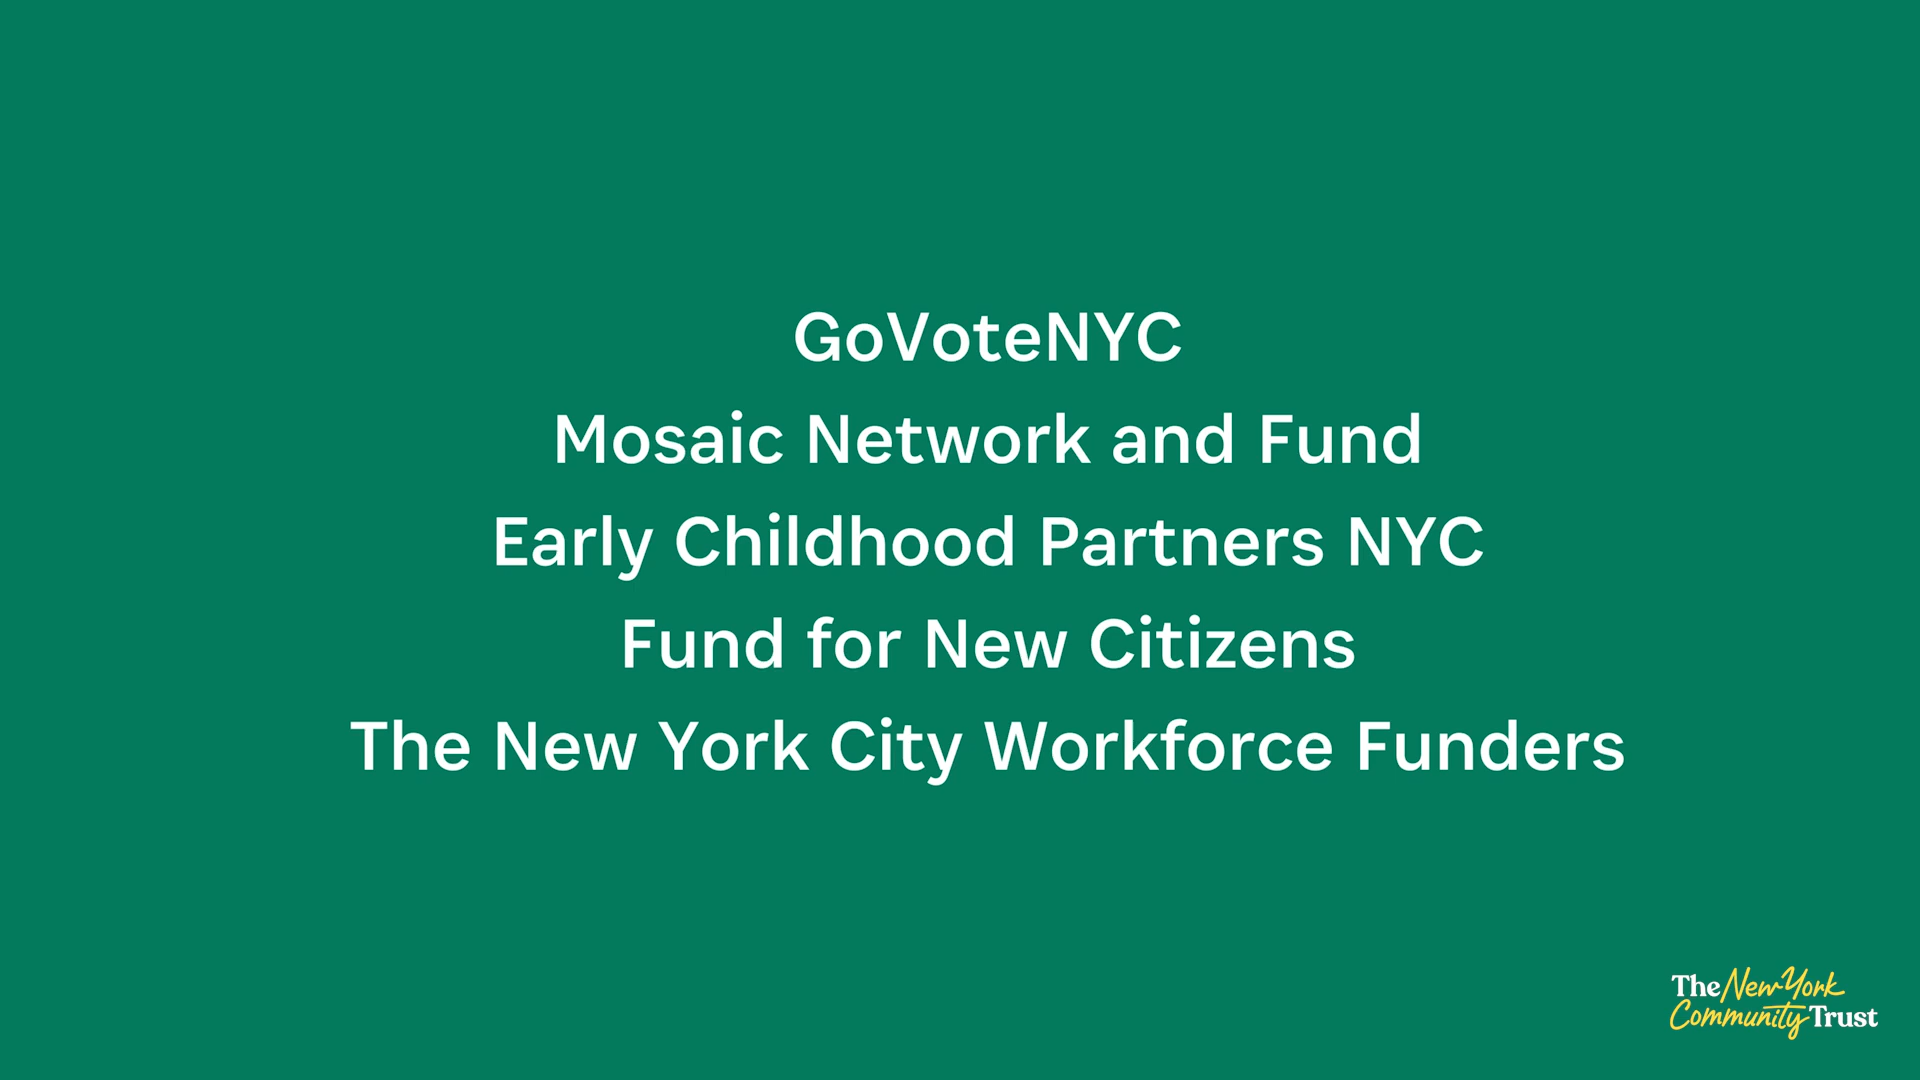 GoVoteNYC
Mosaic Network and Fund
Early Childhood Partners NYC
Fund for New Citizens
The New York City Workforce Funders
The New York
Community Trust